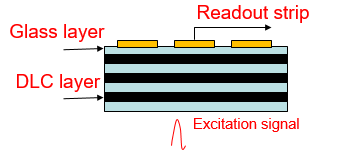 Readout strip
Glass layer
DLC layer
Excitation signal